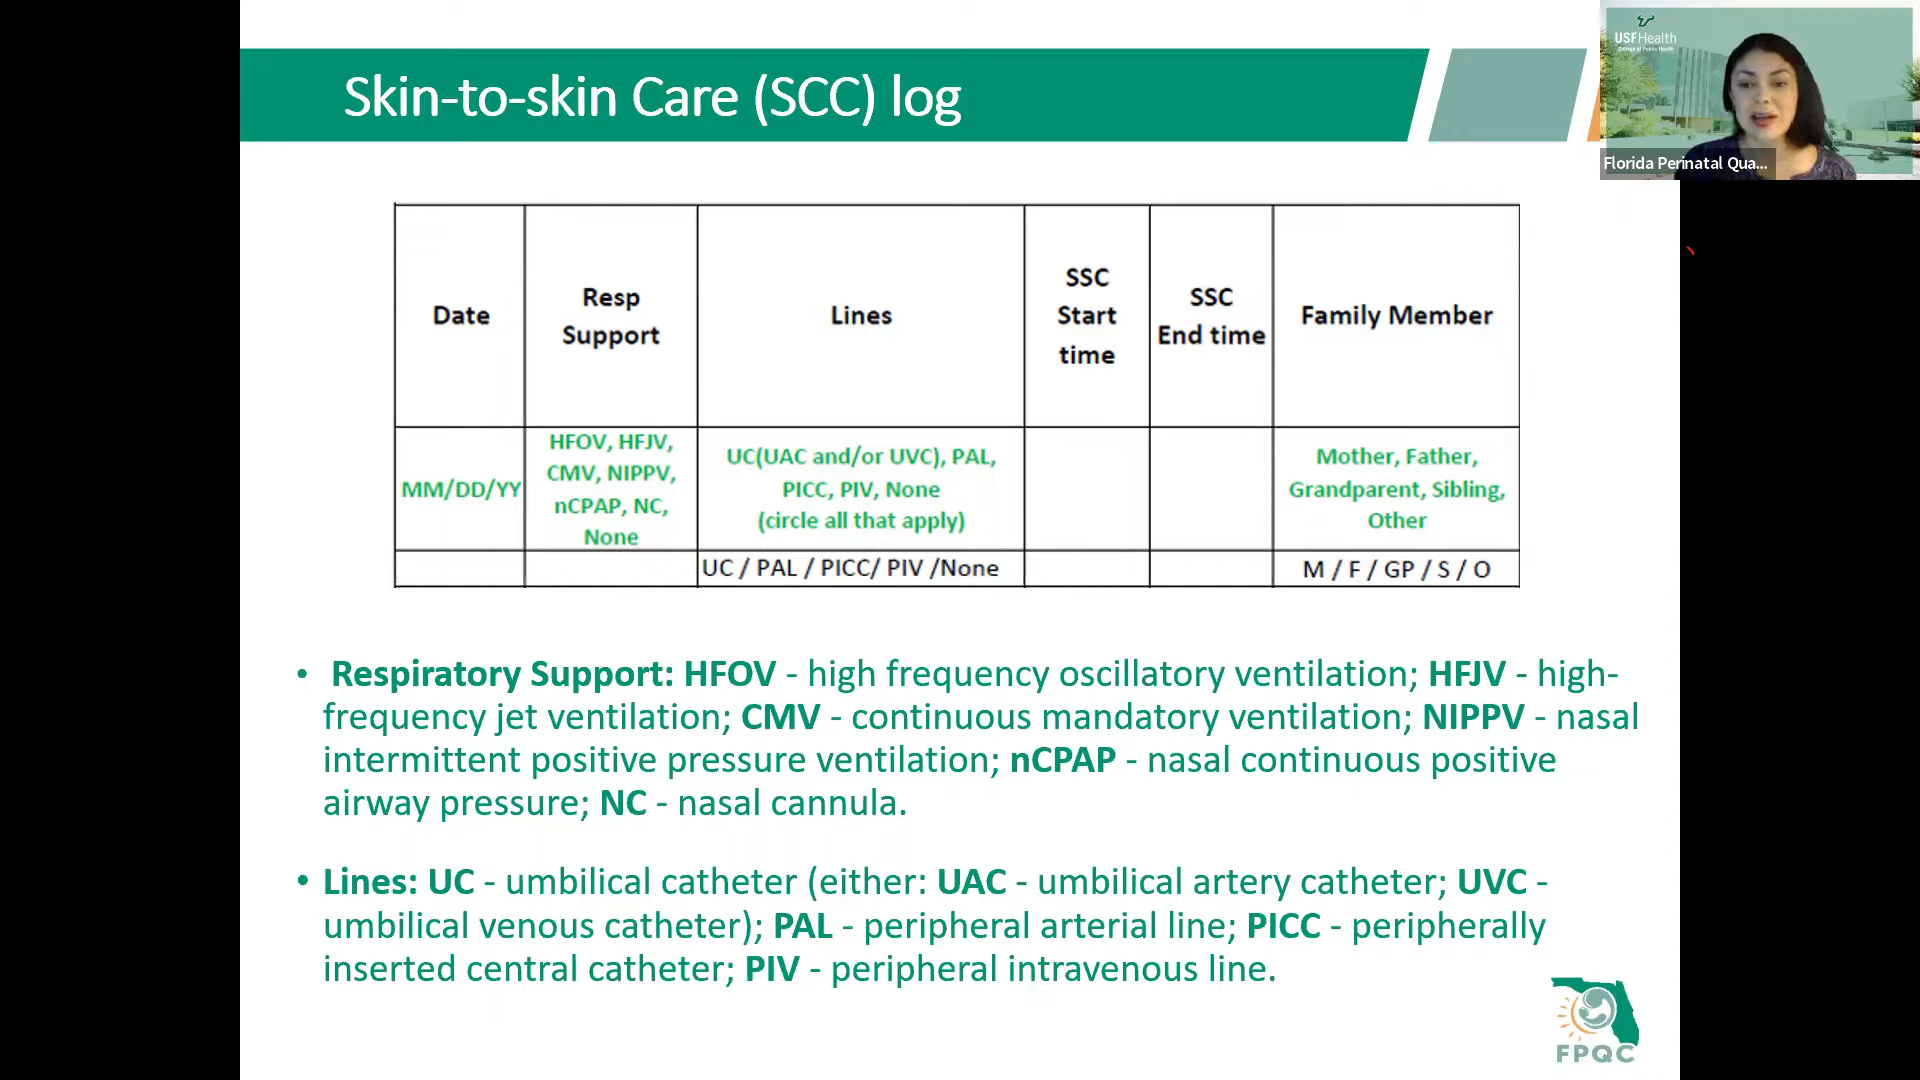 Skin-to-skin Care (SCC) log
USFHealth
College of Public Health
Florida Perinatal Qua...
Date
Resp
Support
Lines
SSC
Start
time
SSC
End time
Family Member
MM/DD/YY
HFOV, HFJV,
CMV, NIPPV,
nCPAP, NC,
None
UC(UAC and/or UVC), PAL,
PICC, PIV, None
(circle all that apply)
Mother, Father,
Grandparent, Sibling,
Other
UC / PAL / PICC/ PIV /None
M / F / GP / S / O
• Respiratory Support: HFOV - high frequency oscillatory ventilation; HFJV - high-
frequency jet ventilation; CMV - continuous mandatory ventilation; NIPPV - nasal
intermittent positive pressure ventilation; nCPAP - nasal continuous positive
airway pressure; NC - nasal cannula.
• Lines: UC - umbilical catheter (either: UAC - umbilical artery catheter; UVC -
umbilical venous catheter); PAL - peripheral arterial line; PICC - peripherally
inserted central catheter; PIV - peripheral intravenous line.
FPQC